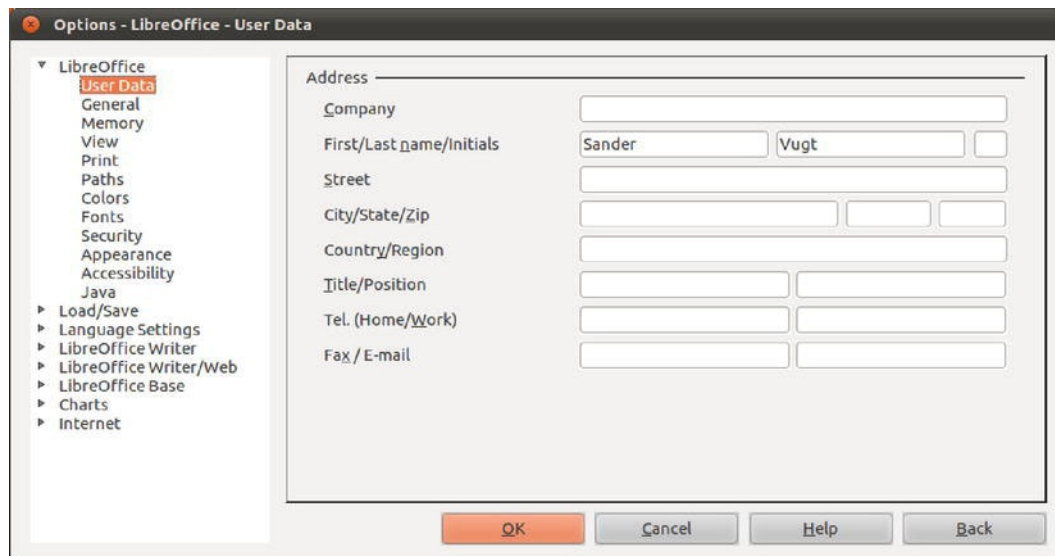 Options - LibreOffice - User Data
LibreOffice
User Data
General
Memory
View
Print
Paths
Colors
Fonts
Security
Appearance
Accessibility
Java
Load/Save
Language Settings
LibreOffice Writer
LibreOffice Writer/Web
LibreOffice Base
Charts
Internet
Address
Company
First/Last name/Initials Sander Vugt
Street
City/State/Zip
Country/Region
Title/Position
Tel. (Home/Work)
Fax / E-mail
OK Cancel Help Back